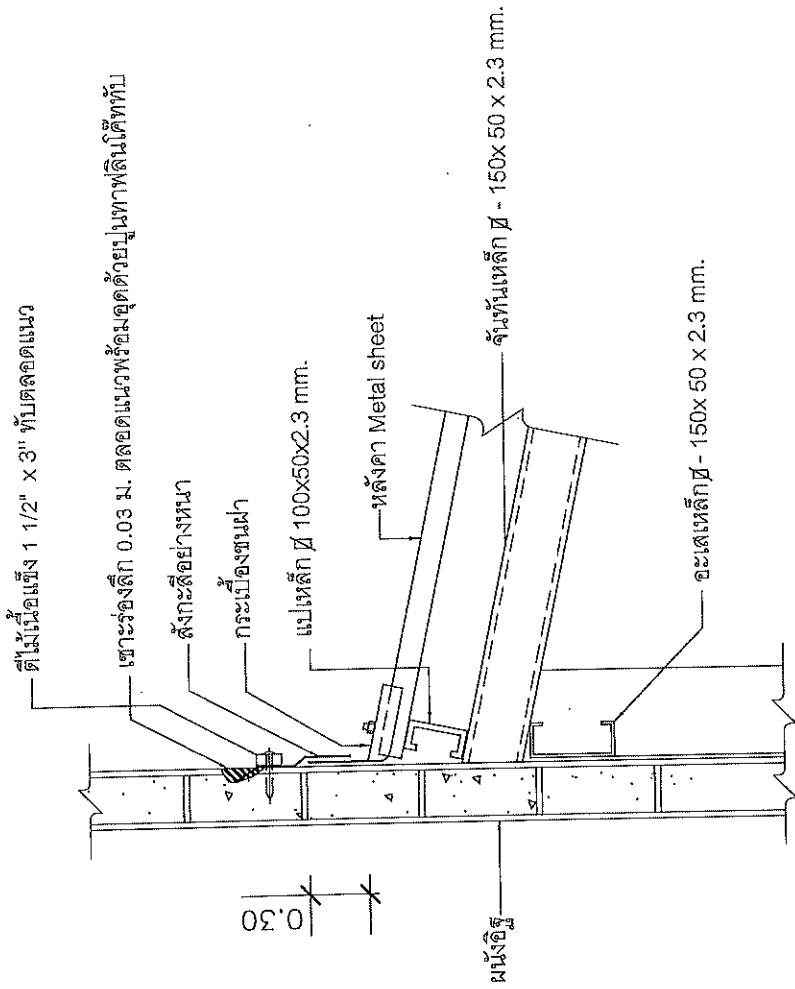 ตีไม้เนื้อแข็ง 1 1/2" x 3" ทับตลอดแนว
เซาะร่องลึก 0.03 ม. ตลอดแนวพร้อมอุดด้วยปูนทาฟลินโค๊ททับ
สังกะสีอย่างหนา
กระเบื้องชนฝา
แปเหล็ก 100x50x2.3 mm.
หลังคา Metal sheet
จันทันเหล็ก - 150x 50 x 2.3 mm.
อะเสเหล็ก - 150x 50 x 2.3 mm.
0.30
ผนังอิฐ